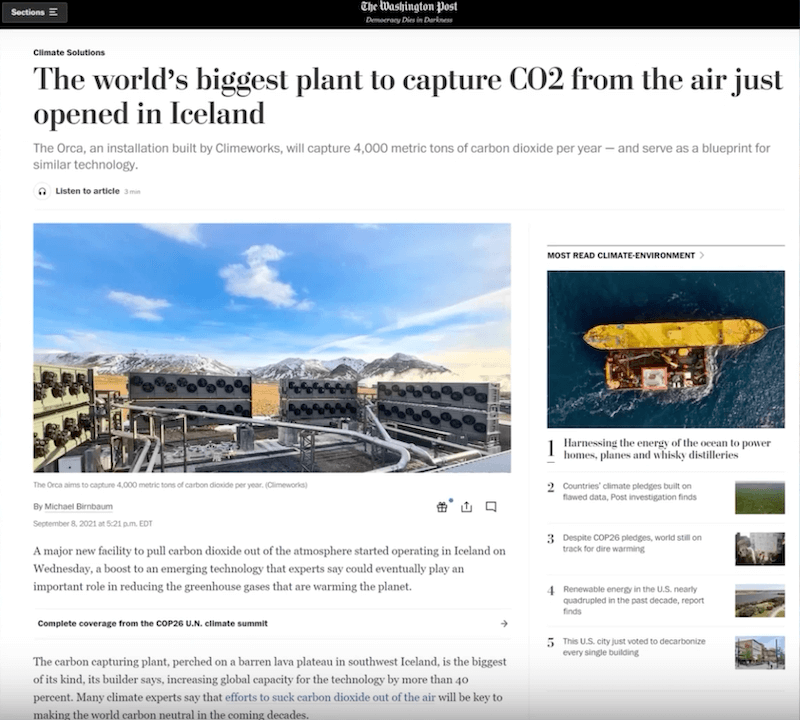 Sections
The Washington Post
Democracy Dies in Darkness
Climate Solutions
The world's biggest plant to capture CO2 from the air just
opened in Iceland
The Orca, an installation built by Climeworks, will capture 4,000 metric tons of carbon dioxide per year — and serve as a blueprint for
similar technology.
Listen to article 3 min
The Orca aims to capture 4,000 metric tons of carbon dioxide per year. (Climeworks)
By Michael Birnbaum
September 8, 2021 at 5:21 p.m. EDT
A major new facility to pull carbon dioxide out of the atmosphere started operating in Iceland on
Wednesday, a boost to an emerging technology that experts say could eventually play an
important role in reducing the greenhouse gases that are warming the planet.
Complete coverage from the COP26 U.N. climate summit
The carbon capturing plant, perched on a barren lava plateau in southwest Iceland, is the biggest
of its kind, its builder says, increasing global capacity for the technology by more than 40
percent. Many climate experts say that efforts to suck carbon dioxide out of the air will be key to
making the world carbon neutral in the coming decades.
MOST READ CLIMATE-ENVIRONMENT
1 Harnessing the energy of the ocean to power
homes, planes and whisky distilleries
2 Countries' climate pledges built on
flawed data, Post investigation finds
3 Despite COP26 pledges, world still on
track for dire warming
4 Renewable energy in the U.S. nearly
quadrupled in the past decade, report
finds
5 This U.S. city just voted to decarbonize
every single building